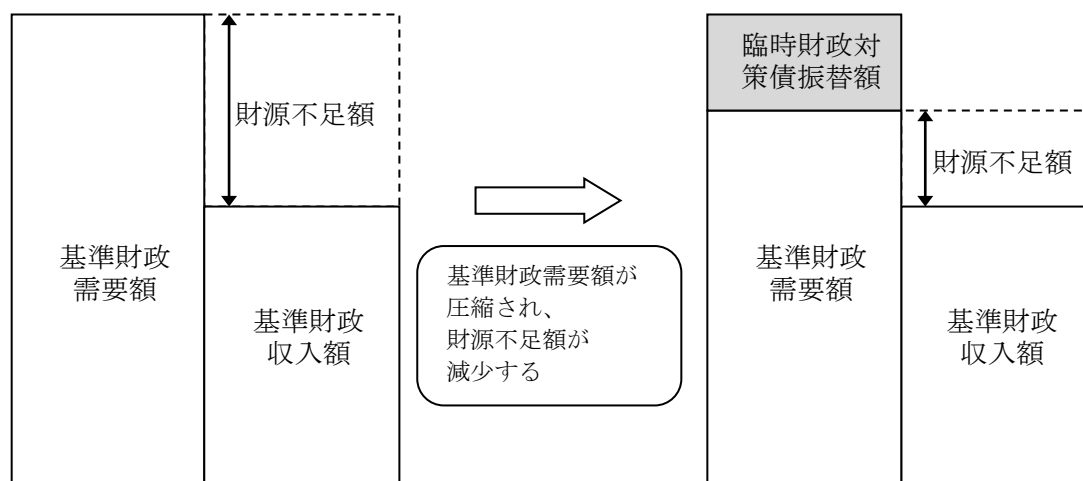 財源不足額
基準財政
需要額
基準財政
収入額
基準財政需要額が
圧縮され、
財源不足額が
減少する
臨時財政対
策債振替額
財源不足額
基準財政
需要額
基準財政
収入額